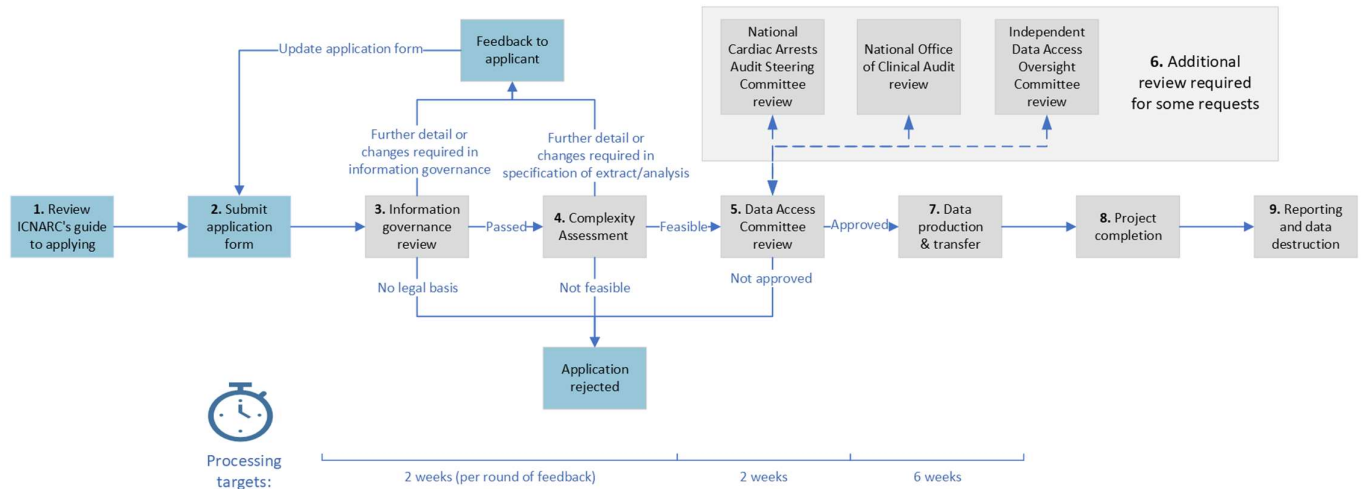 National
Cardiac Arrests
Audit Steering
Committee
review
National Office
of Clinical Audit
review
Independent
Data Access
Oversight
Committee
review
6. Additional
review required
for some requests
Update application form
Feedback to
applicant
Further detail or
changes required in
information governance
Further detail or
changes required in
specification of extract/analysis
1. Review
ICNARC's guide
to applying
2. Submit
application
form
3. Information
governance
review
Passed
4. Complexity
Assessment
Feasible
5. Data Access
Committee
review
Approved
7. Data
production
& transfer
8. Project
completion
9. Reporting
and data
destruction
No legal basis
Not feasible
Not approved
Application
rejected
Processing
targets:
2 weeks (per round of feedback)
2 weeks
6 weeks